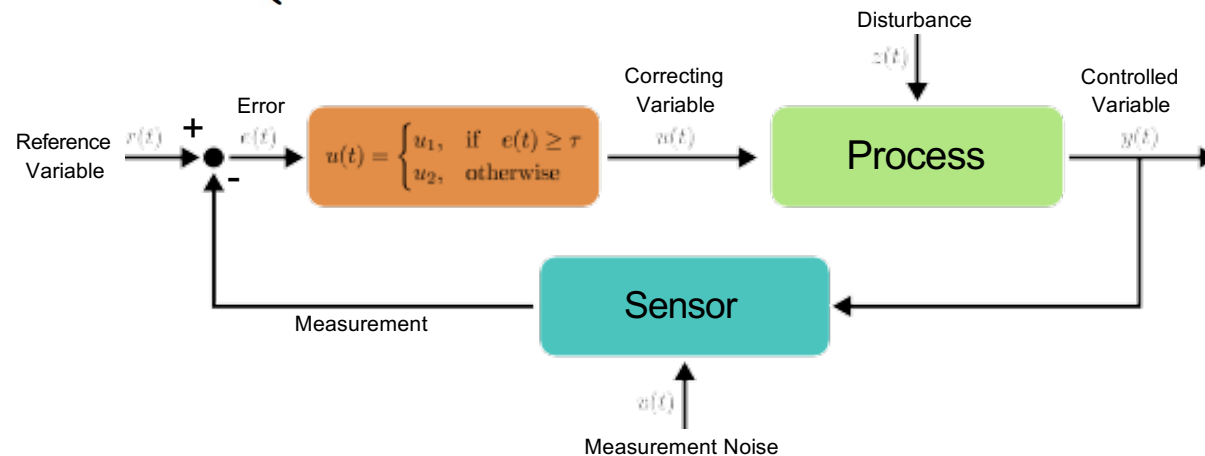 Disturbance
z(t)
Correcting
Variable
u(t)
Controlled
Variable
y(t)
Error
e(t)
+
-
Reference
Variable
r(t)
u(t) = { u₁, if e(t) ≥ τ
u₂, otherwise
Process
Sensor
Measurement
Measurement Noise